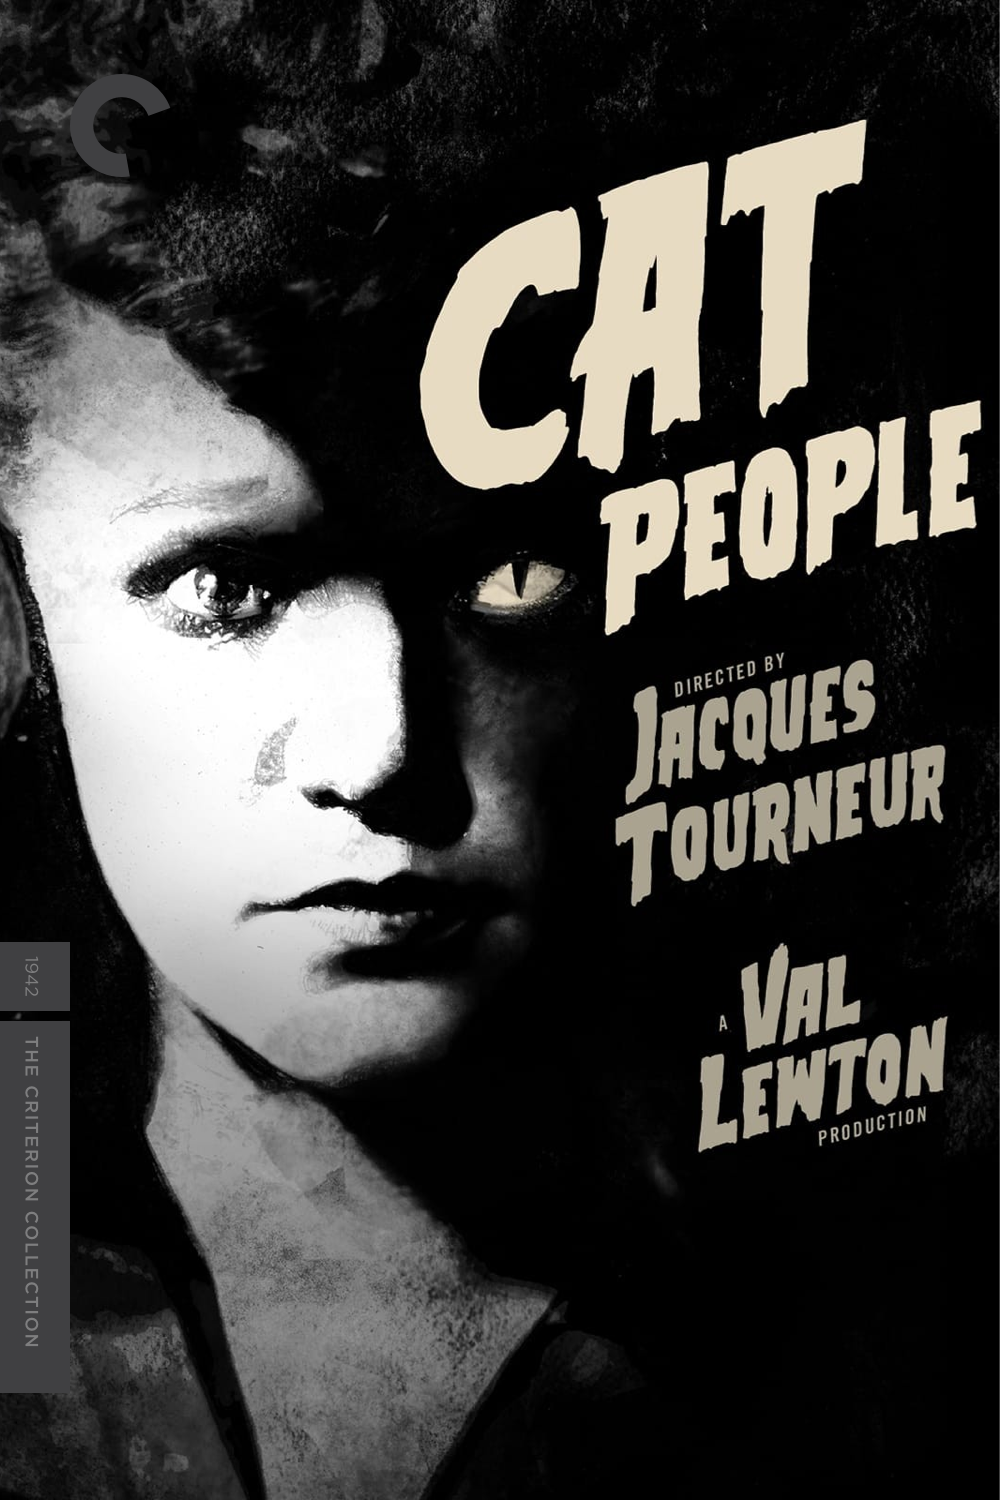 CAT
PEOPLE
DIRECTED BY
JACQUES
TOURNEUR
A VAL
LEWTON
PRODUCTION
1942
THE CRITERION COLLECTION